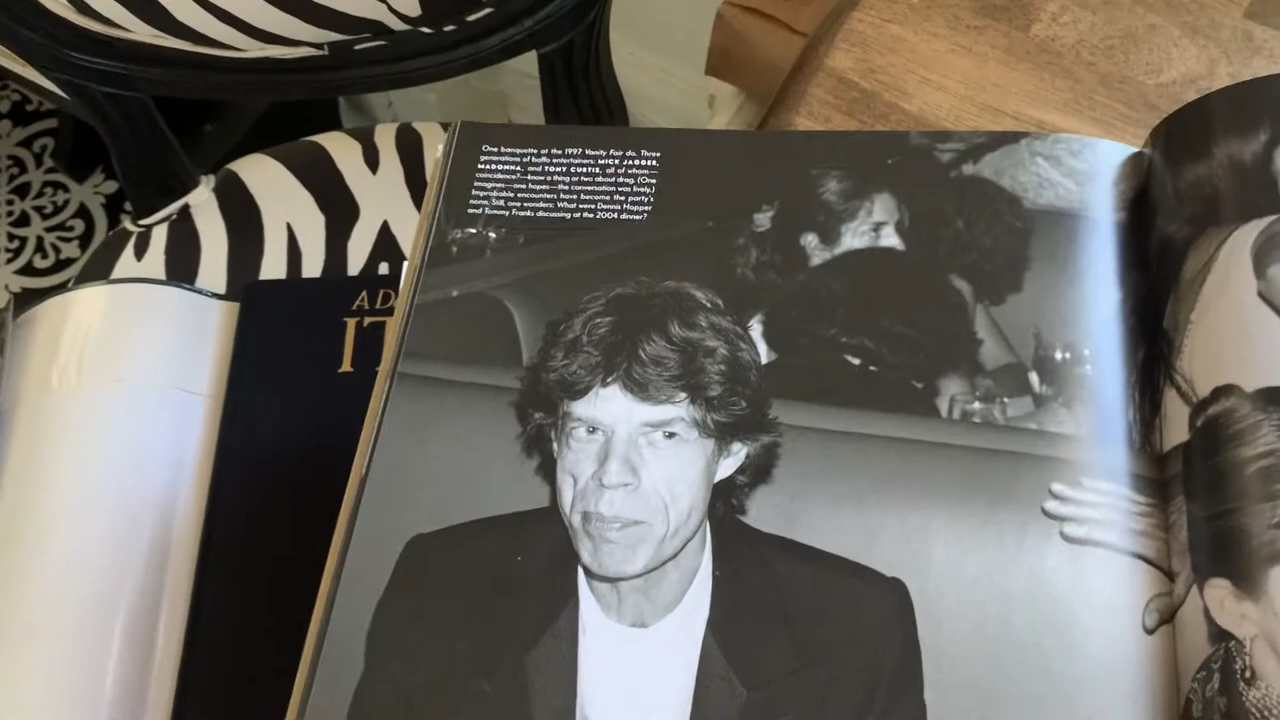 One banquette at the 1997 Vanity Fair do. Three
generations of boffo entertainers: MICK JAGGER,
MADONNA, and TONY CURTIS, all of whom—
coincidence?—know a thing or two about drag. (One
imagines—one hopes—the conversation was lively.)
Improbable encounters have become the party's
norm. Still, one wonders: What were Dennis Hopper
and Tommy Franks discussing at the 2004 dinner?
A D
IT